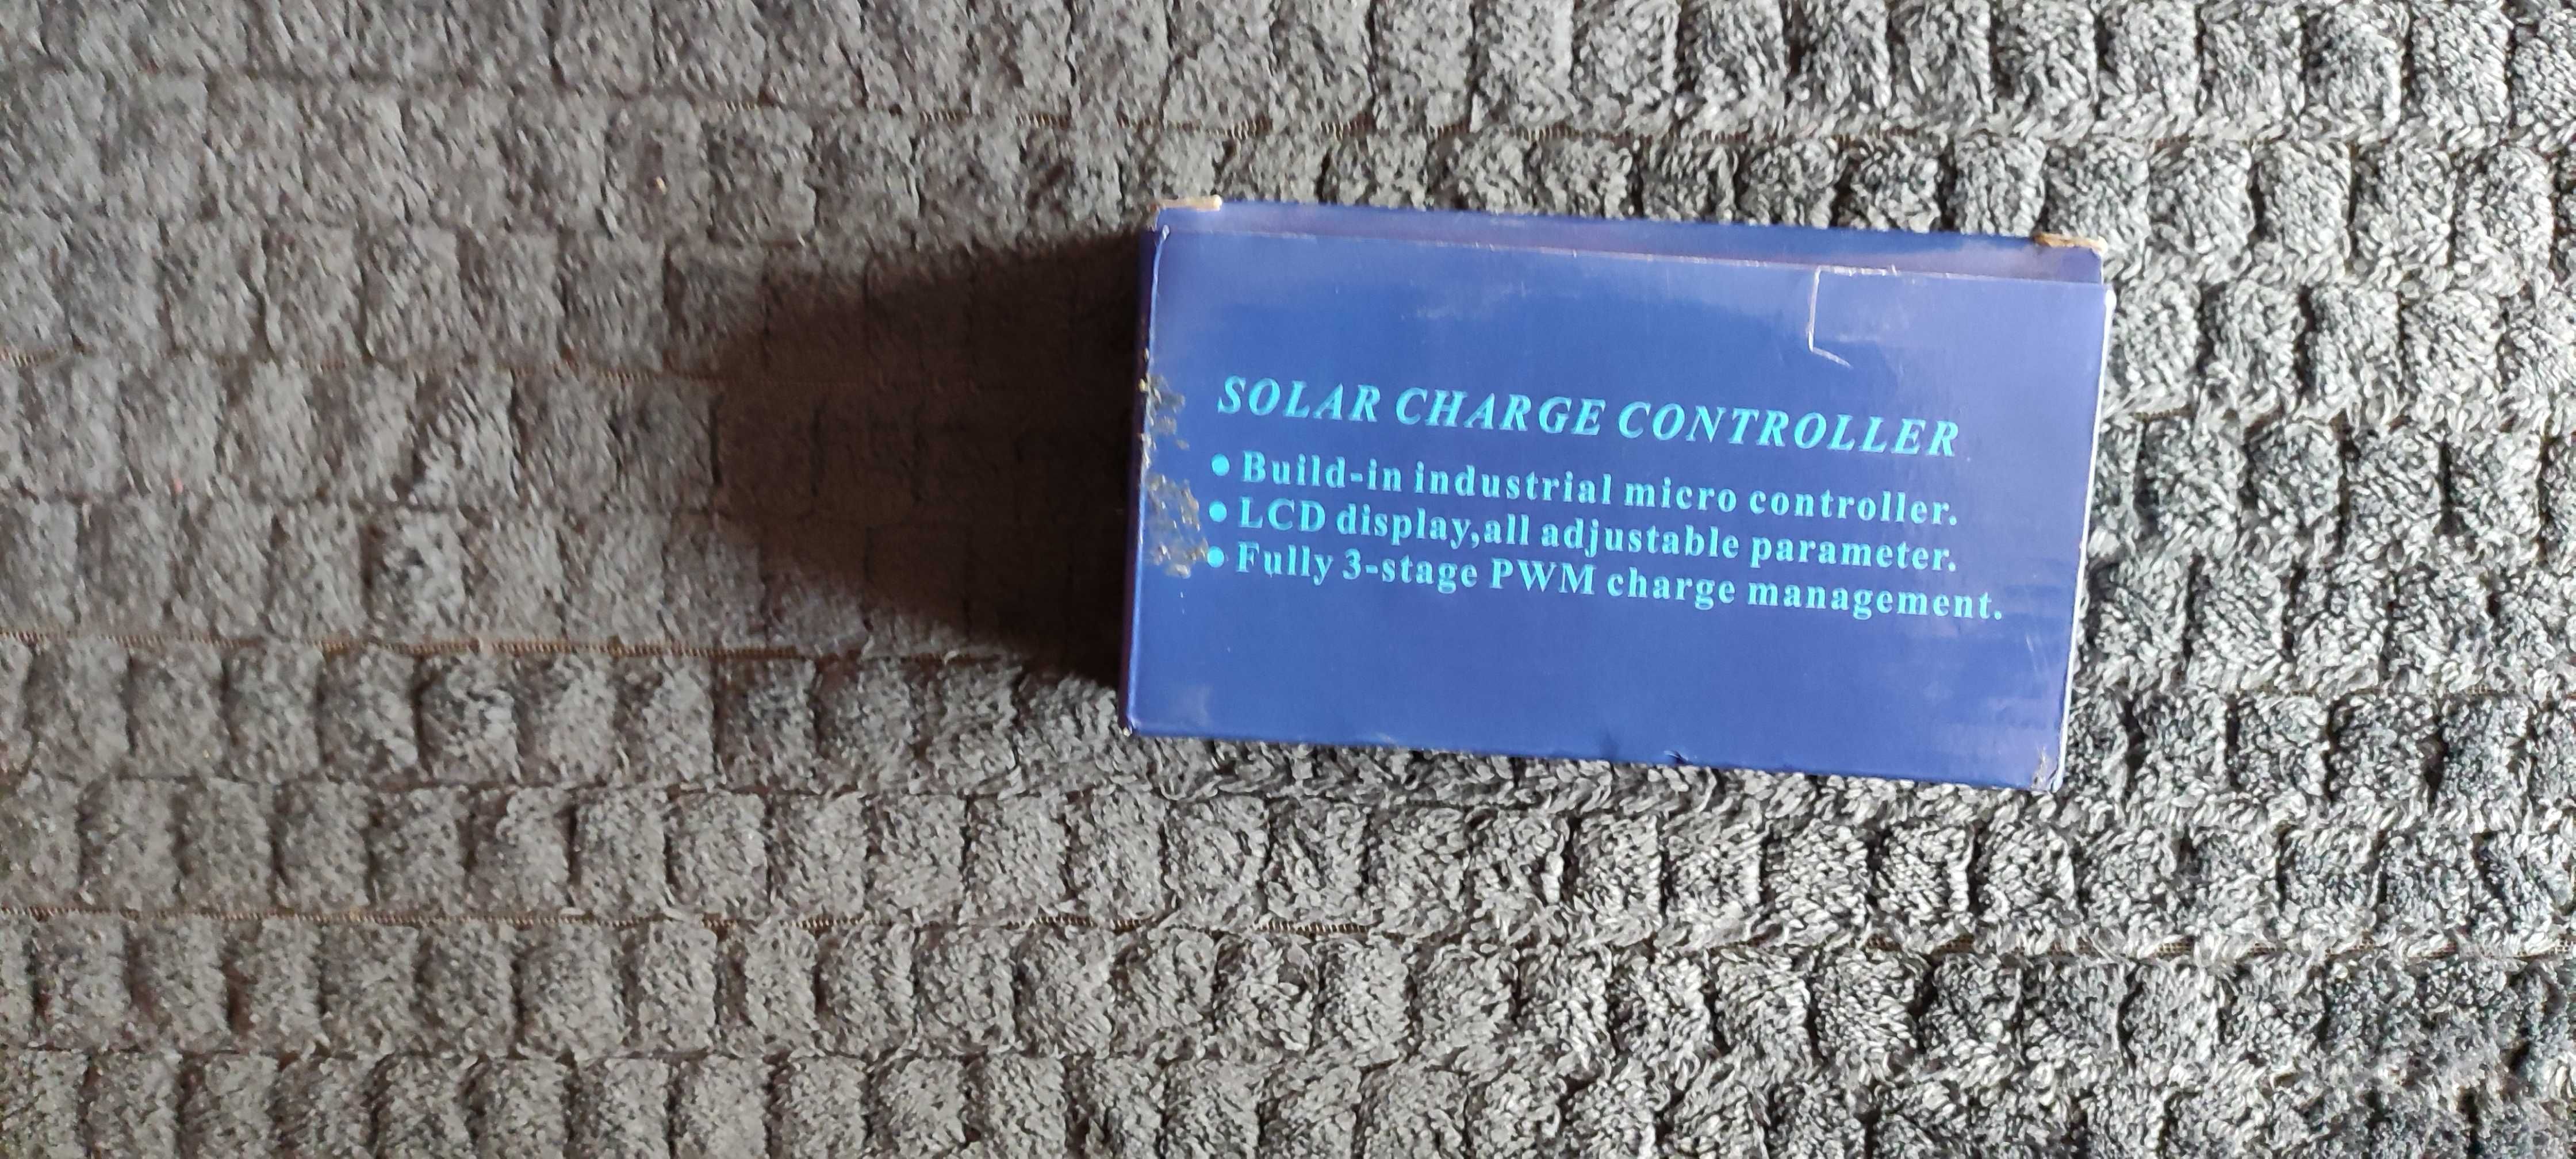 SOLAR CHARGE CONTROLLER
● Build-in industrial micro controller.
● LCD display,all adjustable parameter.
● Fully 3-stage PWM charge management.